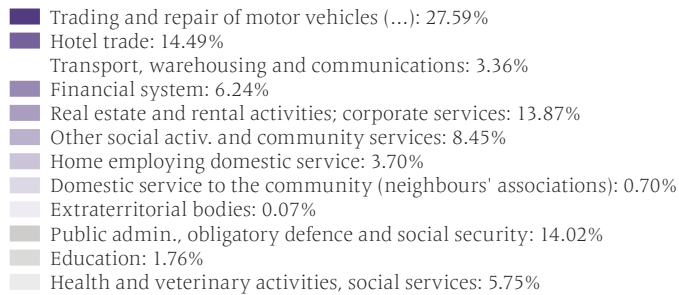 Trading and repair of motor vehicles (...): 27.59%
Hotel trade: 14.49%
Transport, warehousing and communications: 3.36%
Financial system: 6.24%
Real estate and rental activities; corporate services: 13.87%
Other social activ. and community services: 8.45%
Home employing domestic service: 3.70%
Domestic service to the community (neighbours' associations): 0.70%
Extraterritorial bodies: 0.07%
Public admin., obligatory defence and social security: 14.02%
Education: 1.76%
Health and veterinary activities, social services: 5.75%